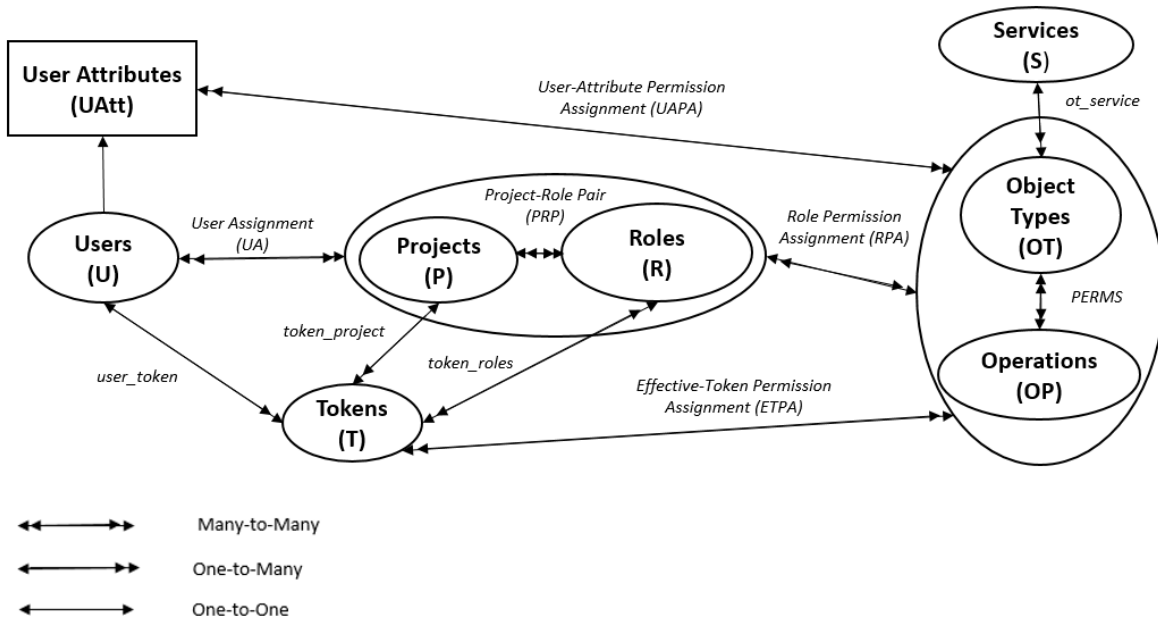 Services
(S)
User Attributes
(UAtt)
User-Attribute Permission
Assignment (UAPA)
ot_service
Object
Types
(OT)
Project-Role Pair
(PRP)
User Assignment
(UA)
Role Permission
Assignment (RPA)
Users
(U)
Projects
(P)
Roles
(R)
PERMS
token_project
token_roles
user_token
Operations
(OP)
Effective-Token Permission
Assignment (ETPA)
Tokens
(T)
Many-to-Many
One-to-Many
One-to-One